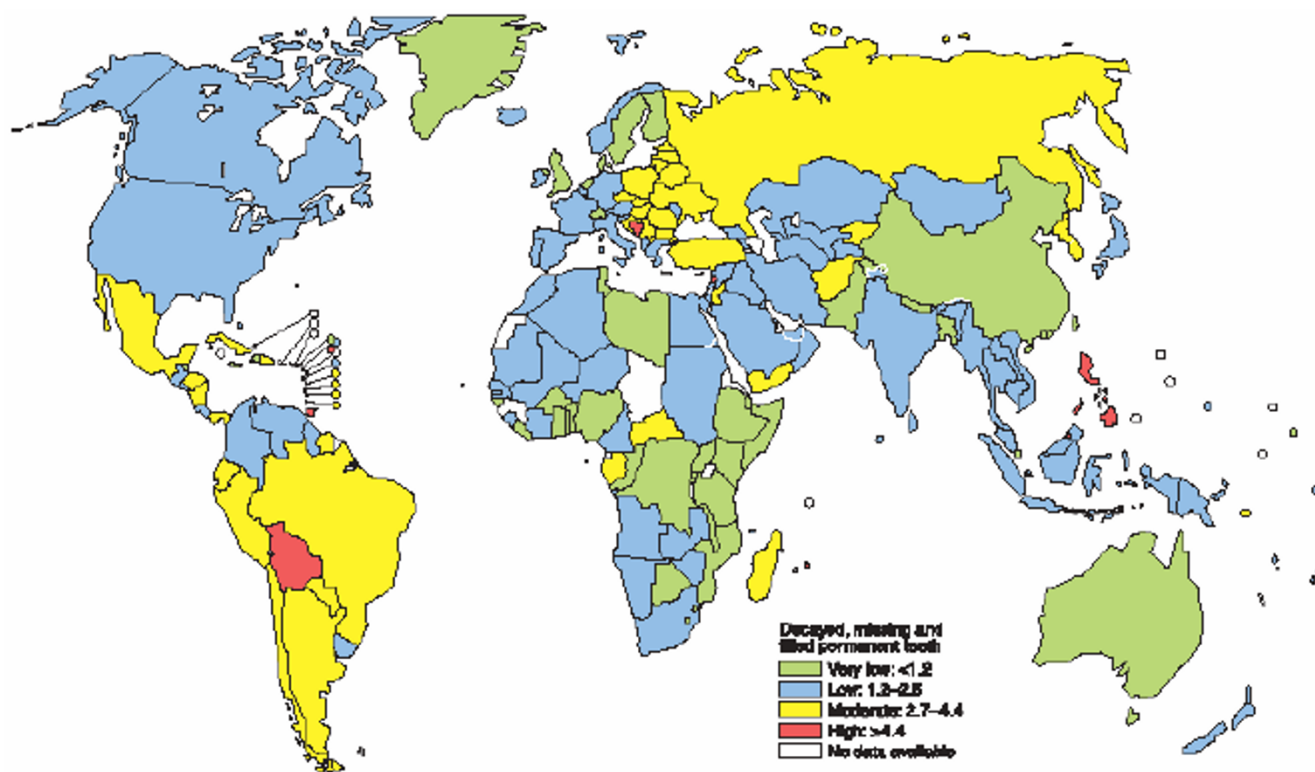 Decayed, missing and
filled permanent teeth
Very low: <1.2
Low: 1.2–2.6
Moderate: 2.7–4.4
High: >4.4
No data available